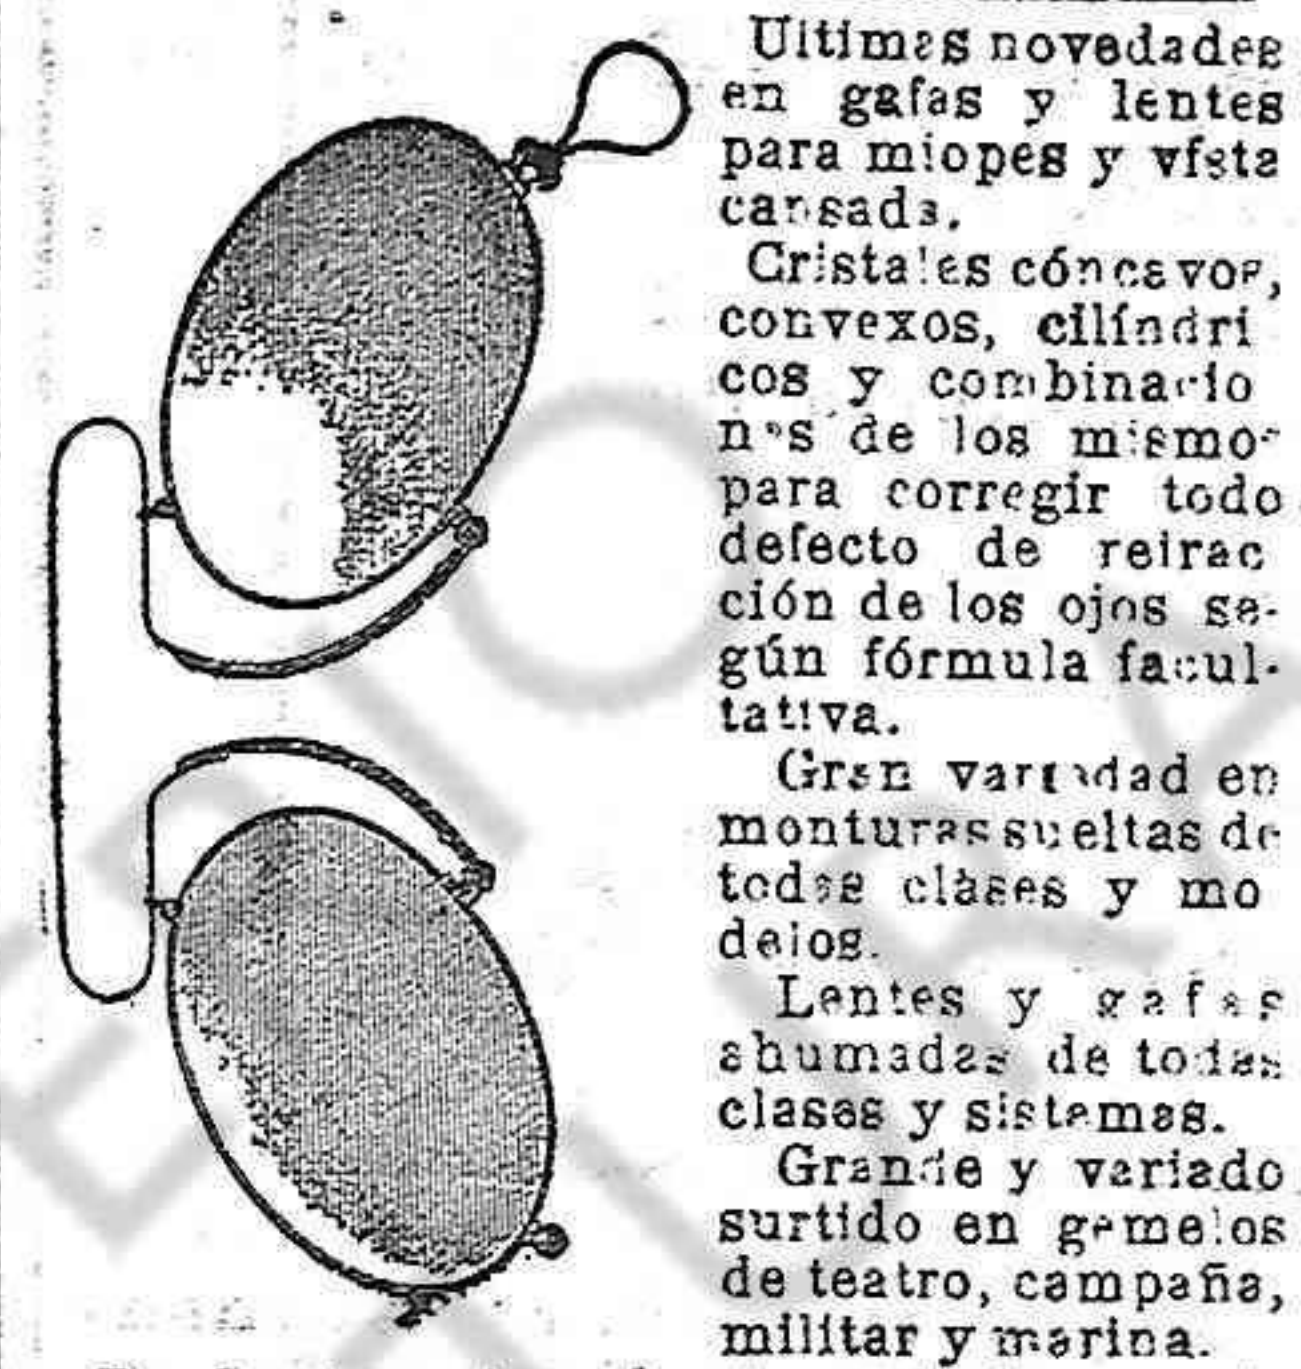 Ultimas novedades
en gafas y lentes
para miopes y vista
cansada.
Cristales cóncavos,
convexos, cilíndri
cos y combinacio
nes de los mismos
para corregir todo
defecto de refrac
ción de los ojos se-
gún fórmula facul-
tativa.
Gran variedad en
monturas sueltas de
todas clases y mo
delos.
Lentes y gafas
ahumadas de todas
clases y sistemas.
Grande y variado
surtido en gemelos
de teatro, campaña,
militar y marina.